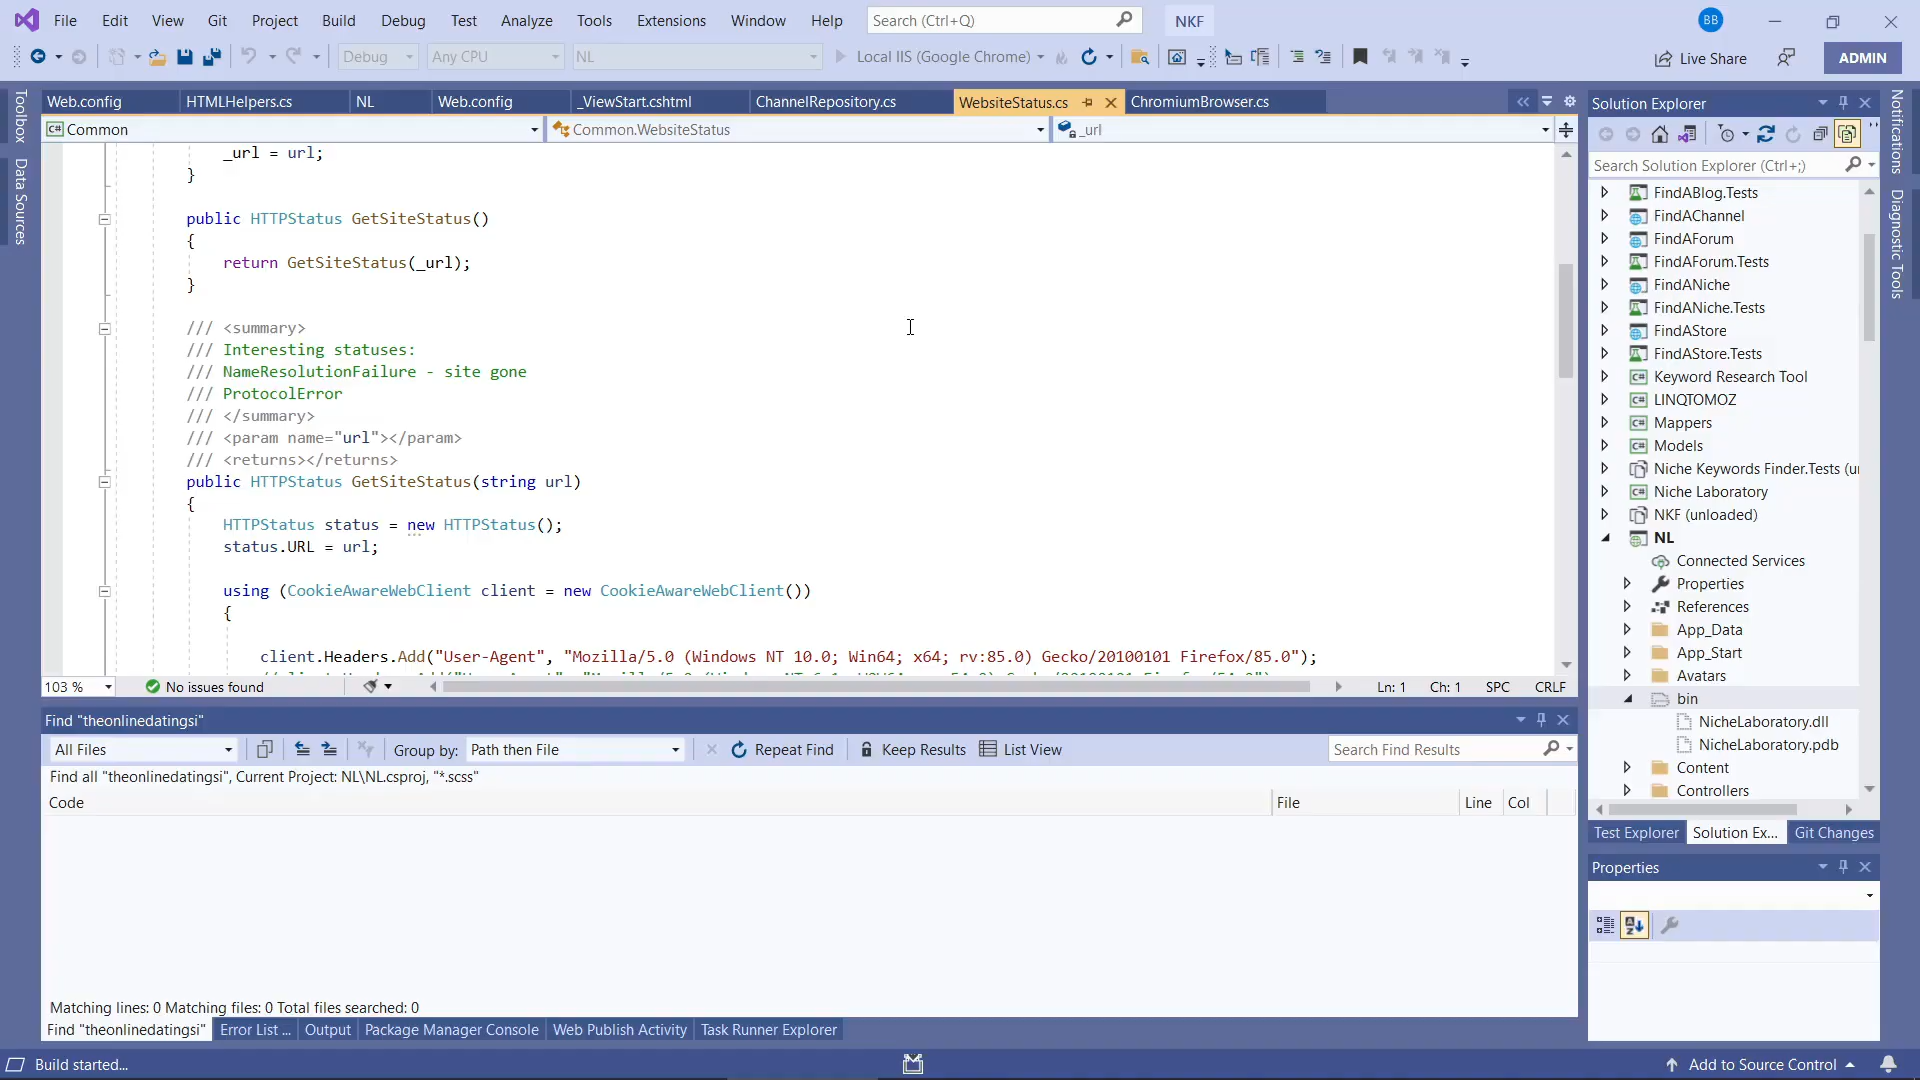 File Edit View Git Project Build Debug Test Analyze Tools Extensions Window Help Search (Ctrl+Q) NKF BB
Debug Any CPU NL Local IIS (Google Chrome) Live Share ADMIN
Toolbox
Data Sources
Web.config HTMLHelpers.cs NL Web.config _ViewStart.cshtml ChannelRepository.cs WebsiteStatus.cs ChromiumBrowser.cs
Common Common.WebsiteStatus _url
_url = url;
}
public HTTPStatus GetSiteStatus()
{
return GetSiteStatus(_url);
}
/// <summary>
/// Interesting statuses:
/// NameResolutionFailure - site gone
/// ProtocolError
/// </summary>
/// <param name="url"></param>
/// <returns></returns>
public HTTPStatus GetSiteStatus(string url)
{
HTTPStatus status = new HTTPStatus();
status.URL = url;
using (CookieAwareWebClient client = new CookieAwareWebClient())
{
client.Headers.Add("User-Agent", "Mozilla/5.0 (Windows NT 10.0; Win64; x64; rv:85.0) Gecko/20100101 Firefox/85.0");
103 % No issues found Ln: 1 Ch: 1 SPC CRLF
Find "theonlinedatingsi"
All Files Group by: Path then File Repeat Find Keep Results List View Search Find Results
Find all "theonlinedatingsi", Current Project: NL\NL.csproj, "*.scss"
Code File Line Col
Matching lines: 0 Matching files: 0 Total files searched: 0
Find "theonlinedatingsi" Error List ... Output Package Manager Console Web Publish Activity Task Runner Explorer
Solution Explorer
Search Solution Explorer (Ctrl+;)
FindABlog.Tests
FindAChannel
FindAForum
FindAForum.Tests
FindANiche
FindANiche.Tests
FindAStore
FindAStore.Tests
Keyword Research Tool
LINQTOMOZ
Mappers
Models
Niche Keywords Finder.Tests (u
Niche Laboratory
NKF (unloaded)
NL
Connected Services
Properties
References
App_Data
App_Start
Avatars
bin
NicheLaboratory.dll
NicheLaboratory.pdb
Content
Controllers
Test Explorer Solution Ex... Git Changes
Properties
Notifications
Diagnostic Tools
Build started... Add to Source Control